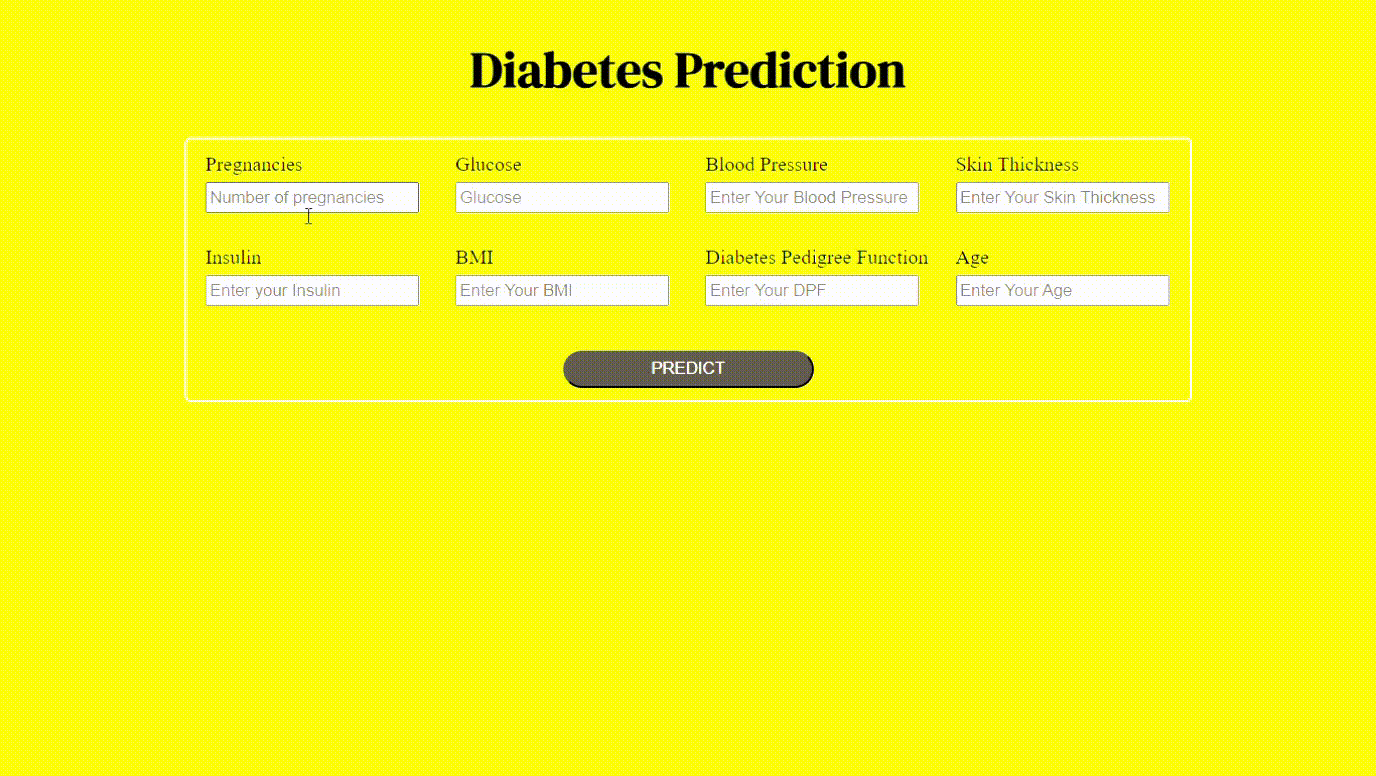 Diabetes Prediction
Pregnancies Glucose Blood Pressure Skin Thickness
Number of pregnancies Glucose Enter Your Blood Pressure Enter Your Skin Thickness
Insulin BMI Diabetes Pedigree Function Age
Enter your Insulin Enter Your BMI Enter Your DPF Enter Your Age
PREDICT